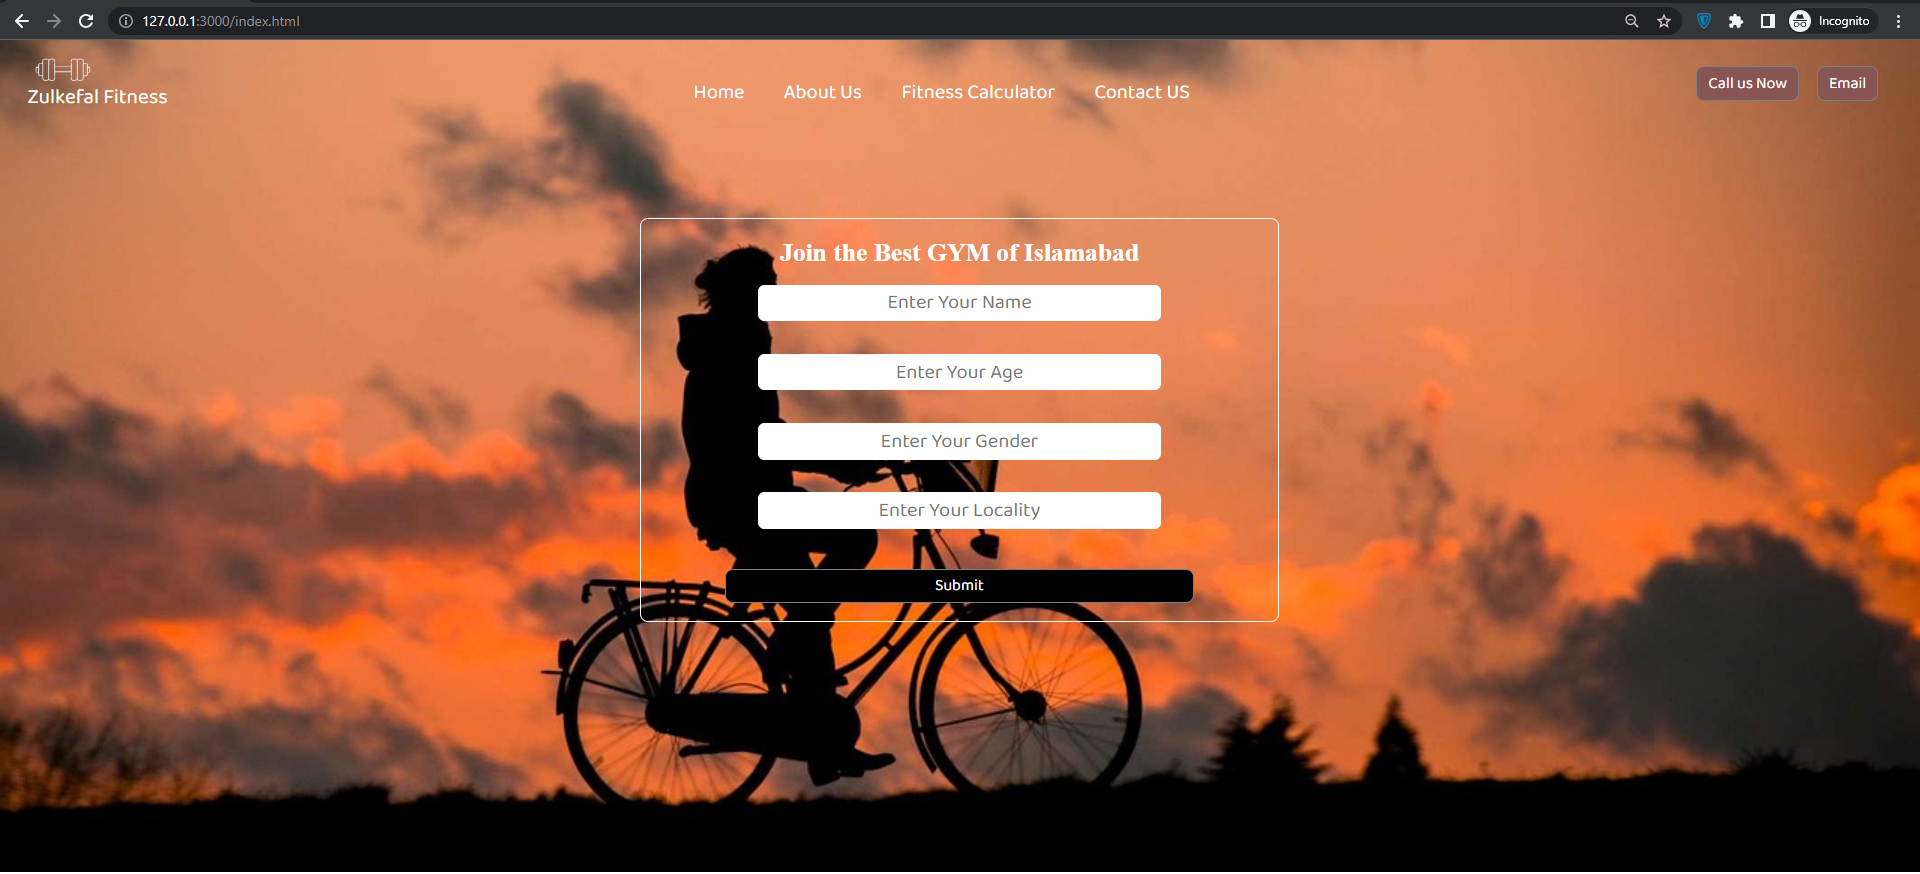 127.0.0.1:3000/index.html
Incognito
Zulkefal Fitness
Home About Us Fitness Calculator Contact US
Call us Now Email
Join the Best GYM of Islamabad
Enter Your Name
Enter Your Age
Enter Your Gender
Enter Your Locality
Submit